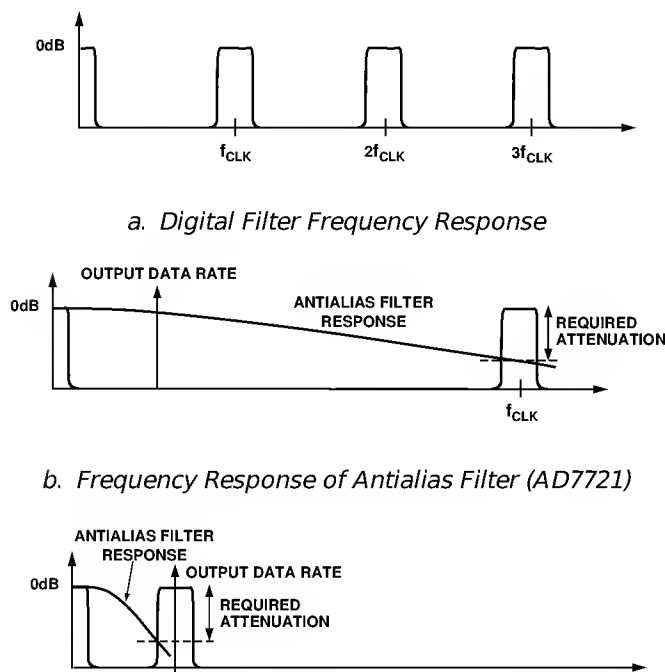 0dB
fCLK
2fCLK
3fCLK
a. Digital Filter Frequency Response
OUTPUT DATA RATE
0dB
ANTIALIAS FILTER
RESPONSE
REQUIRED
ATTENUATION
fCLK
b. Frequency Response of Antialias Filter (AD7721)
ANTIALIAS FILTER
RESPONSE
0dB
OUTPUT DATA RATE
REQUIRED
ATTENUATION